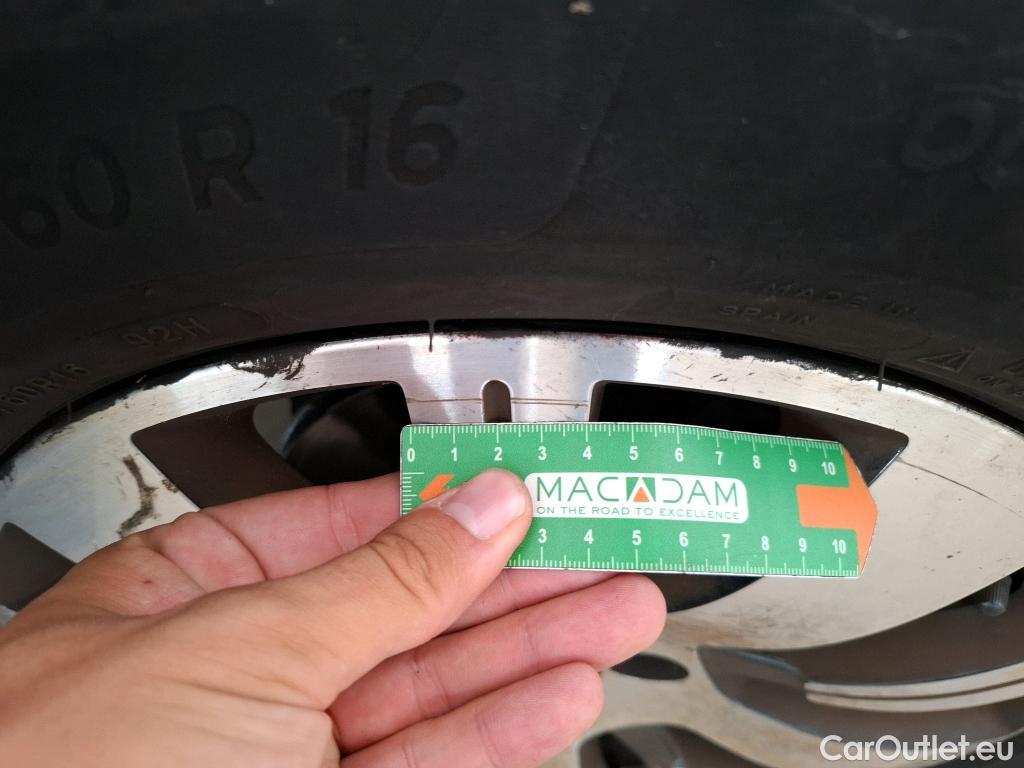 60 R 16
92H
60R16
MADE IN
SPAIN
0 1 2 3 4 5 6 7 8 9 10
MACADAM
ON THE ROAD TO EXCELLENCE
3 4 5 6 7 8 9 10
CarOutlet.eu